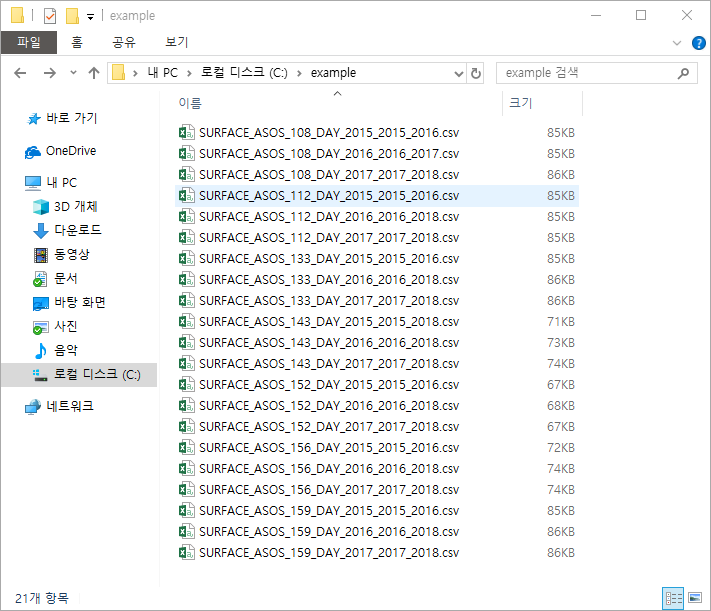 example
파일 홈 공유 보기
내 PC 로컬 디스크 (C:) example example 검색
이름 크기
바로 가기
OneDrive
내 PC
3D 개체
다운로드
동영상
문서
바탕 화면
사진
음악
로컬 디스크 (C:)
네트워크
SURFACE_ASOS_108_DAY_2015_2015_2016.csv 85KB
SURFACE_ASOS_108_DAY_2016_2016_2017.csv 85KB
SURFACE_ASOS_108_DAY_2017_2017_2018.csv 86KB
SURFACE_ASOS_112_DAY_2015_2015_2016.csv 85KB
SURFACE_ASOS_112_DAY_2016_2016_2018.csv 85KB
SURFACE_ASOS_112_DAY_2017_2017_2018.csv 85KB
SURFACE_ASOS_133_DAY_2015_2015_2016.csv 85KB
SURFACE_ASOS_133_DAY_2016_2016_2018.csv 86KB
SURFACE_ASOS_133_DAY_2017_2017_2018.csv 86KB
SURFACE_ASOS_143_DAY_2015_2015_2018.csv 71KB
SURFACE_ASOS_143_DAY_2016_2016_2018.csv 73KB
SURFACE_ASOS_143_DAY_2017_2017_2018.csv 74KB
SURFACE_ASOS_152_DAY_2015_2015_2016.csv 67KB
SURFACE_ASOS_152_DAY_2016_2016_2018.csv 68KB
SURFACE_ASOS_152_DAY_2017_2017_2018.csv 67KB
SURFACE_ASOS_156_DAY_2015_2015_2016.csv 72KB
SURFACE_ASOS_156_DAY_2016_2016_2018.csv 74KB
SURFACE_ASOS_156_DAY_2017_2017_2018.csv 74KB
SURFACE_ASOS_159_DAY_2015_2015_2016.csv 85KB
SURFACE_ASOS_159_DAY_2016_2016_2018.csv 86KB
SURFACE_ASOS_159_DAY_2017_2017_2018.csv 86KB
21개 항목